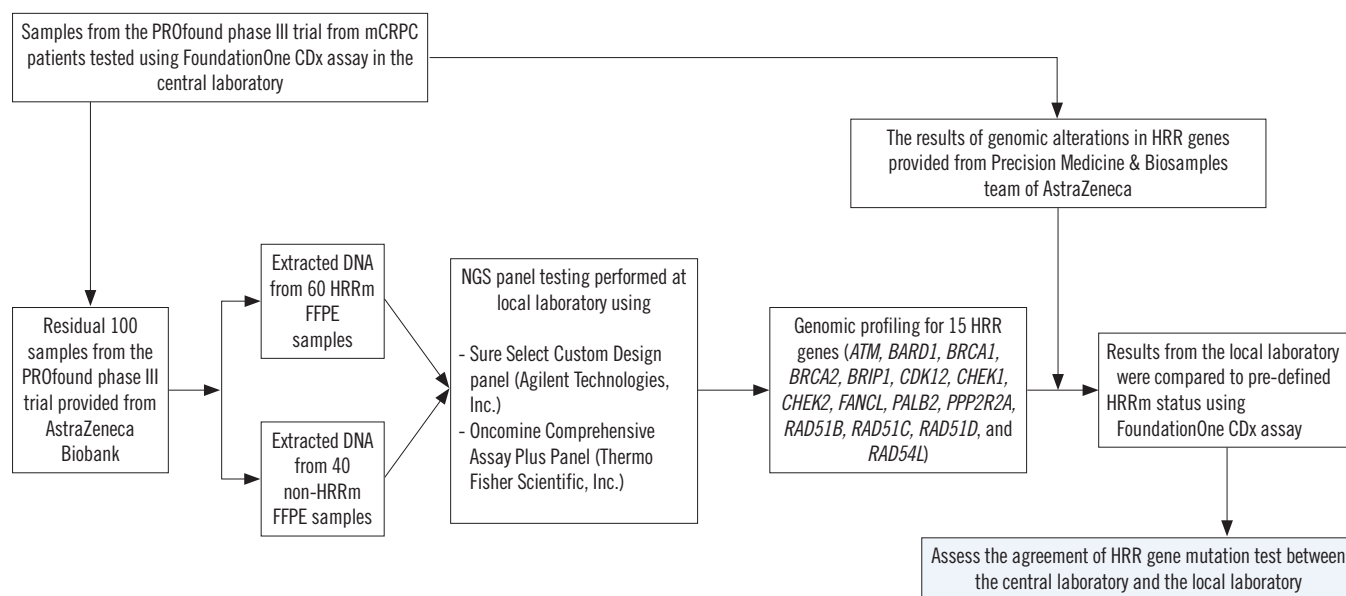 Samples from the PROfound phase III trial from mCRPC
patients tested using FoundationOne CDx assay in the
central laboratory
The results of genomic alterations in HRR genes
provided from Precision Medicine & Biosamples
team of AstraZeneca
Residual 100
samples from the
PROfound phase III
trial provided from
AstraZeneca
Biobank
Extracted DNA
from 60 HRRm
FFPE
samples
Extracted DNA
from 40
non-HRRm
FFPE samples
NGS panel testing performed at
local laboratory using
- Sure Select Custom Design
panel (Agilent Technologies,
Inc.)
- Oncomine Comprehensive
Assay Plus Panel (Thermo
Fisher Scientific, Inc.)
Genomic profiling for 15 HRR
genes (ATM, BARD1, BRCA1,
BRCA2, BRIP1, CDK12, CHEK1,
CHEK2, FANCL, PALB2, PPP2R2A,
RAD51B, RAD51C, RAD51D, and
RAD54L)
Results from the local laboratory
were compared to pre-defined
HRRm status using
FoundationOne CDx assay
Assess the agreement of HRR gene mutation test between
the central laboratory and the local laboratory